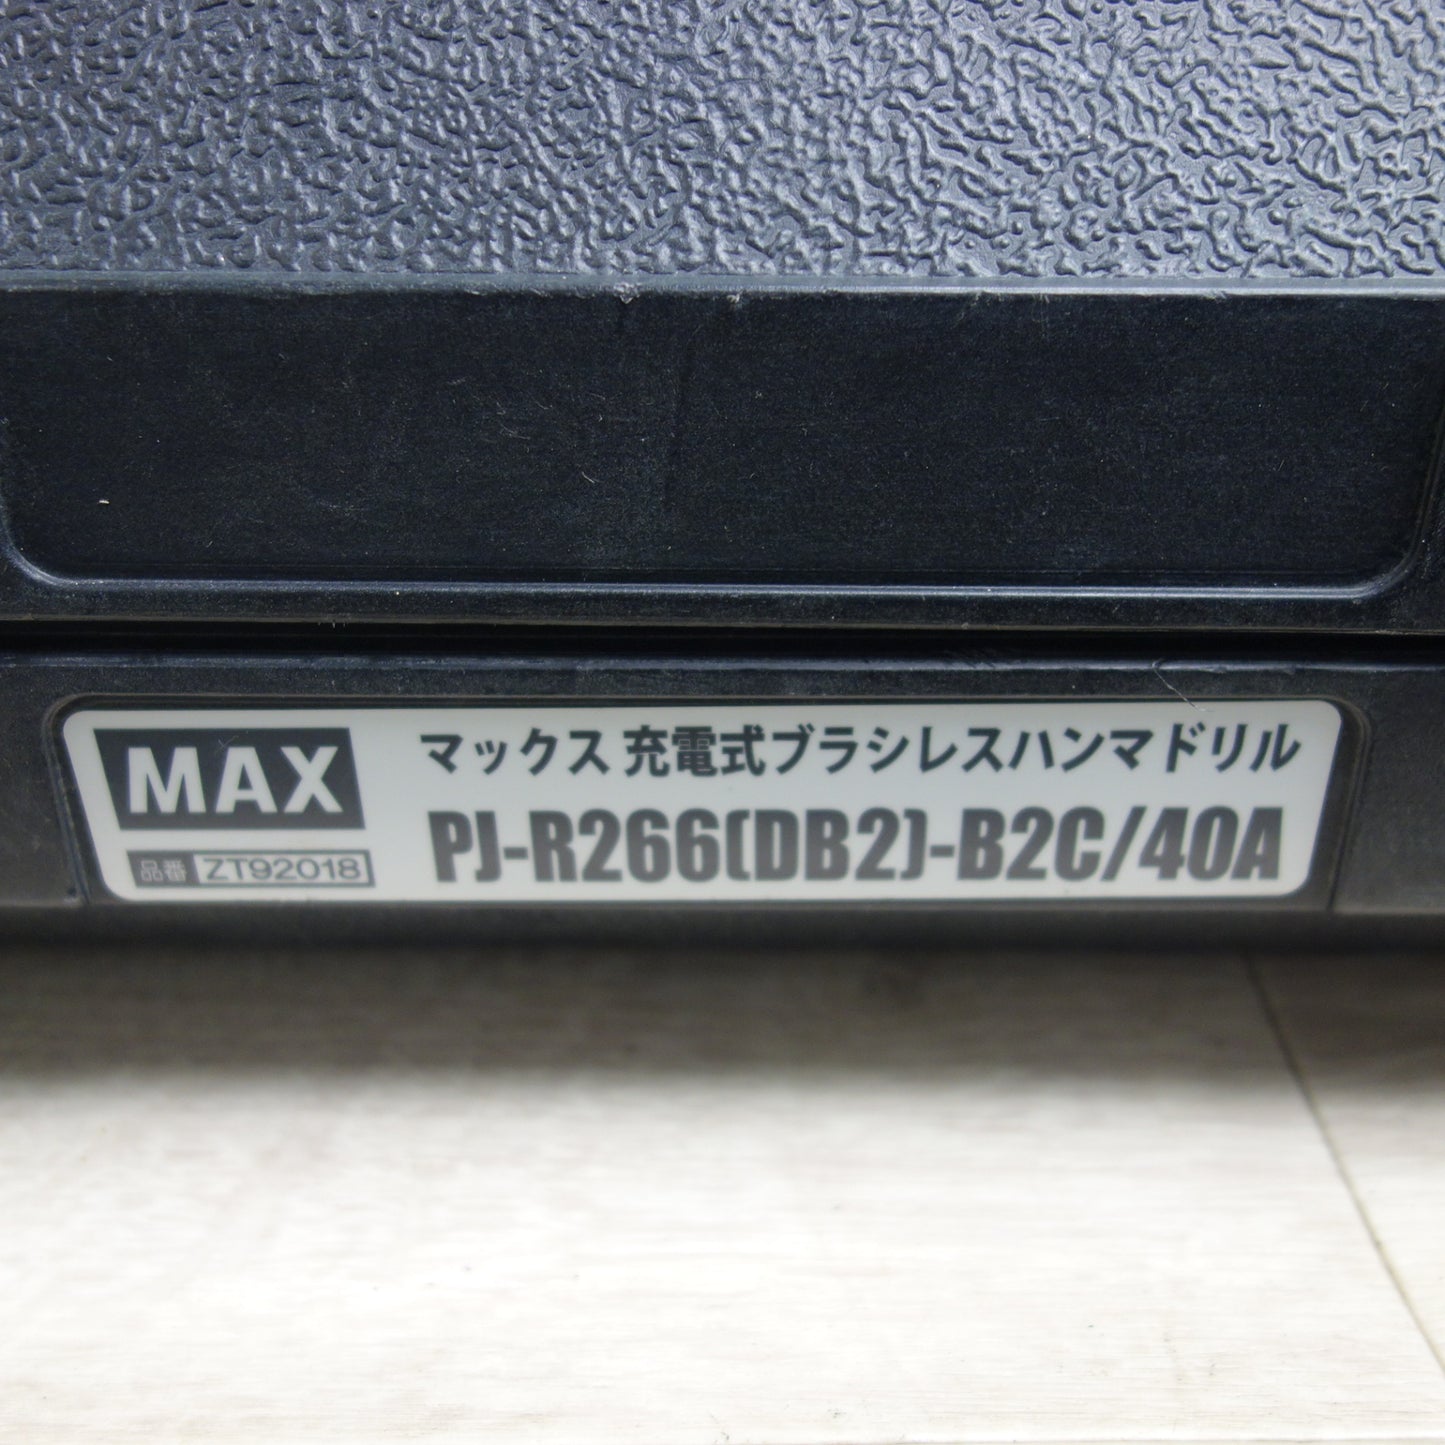 MAX
マックス 充電式ブラシレスハンマドリル
品番 ZT92018
PJ-R266(DB2)-B2C/40A